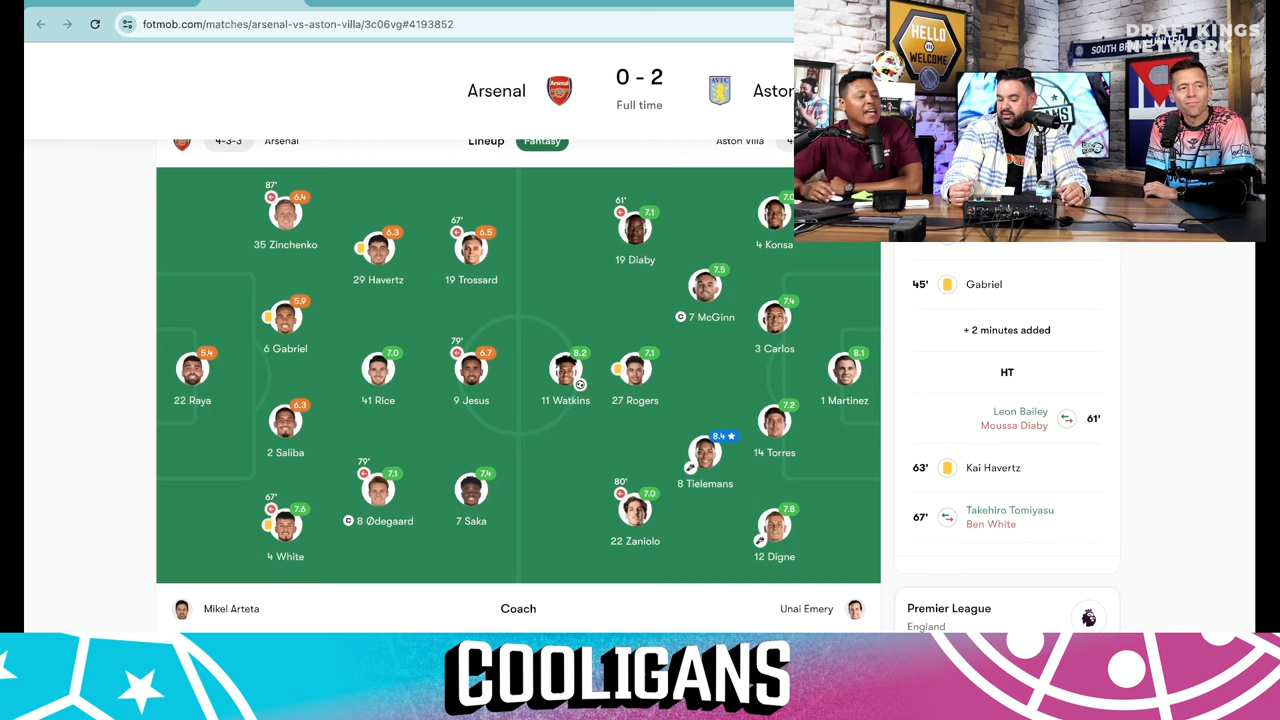 fotmob.com/matches/arsenal-vs-aston-villa/3c06vg#4193852
Arsenal
Arsenal
0 - 2
Full time
AVFC
Aston
4-3-3
Arsenal
Lineup
Fantasy
Aston Villa
4
87'
6.4
35 Zinchenko
6.3
29 Havertz
67'
6.5
19 Trossard
61'
7.1
19 Diaby
7.0
4 Konsa
7.5
C 7 McGinn
5.9
6 Gabriel
7.4
3 Carlos
5.4
22 Raya
7.0
41 Rice
79'
6.7
9 Jesus
8.2
11 Watkins
7.1
27 Rogers
8.1
1 Martinez
6.3
2 Saliba
7.2
14 Torres
8.4
8 Tielemans
79'
7.1
C 8 Ødegaard
7.4
7 Saka
80'
7.0
22 Zaniolo
67'
7.6
4 White
7.8
12 Digne
Mikel Arteta
Coach
Unai Emery
45'
Gabriel
+ 2 minutes added
HT
Leon Bailey
Moussa Diaby
61'
63'
Kai Havertz
67'
Takehiro Tomiyasu
Ben White
Premier League
England
HELLO
WELCOME
DRAFTKINGS
NETWORK
SOUTH BRONX UNITED
COOLIGANS